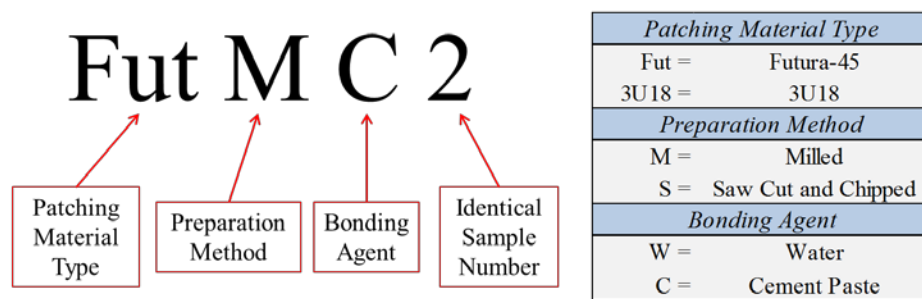 Fut M C 2
Patching
Material
Type
Preparation
Method
Bonding
Agent
Identical
Sample
Number
Patching Material Type
Fut = Futura-45
3U18 = 3U18
Preparation Method
M = Milled
S = Saw Cut and Chipped
Bonding Agent
W = Water
C = Cement Paste